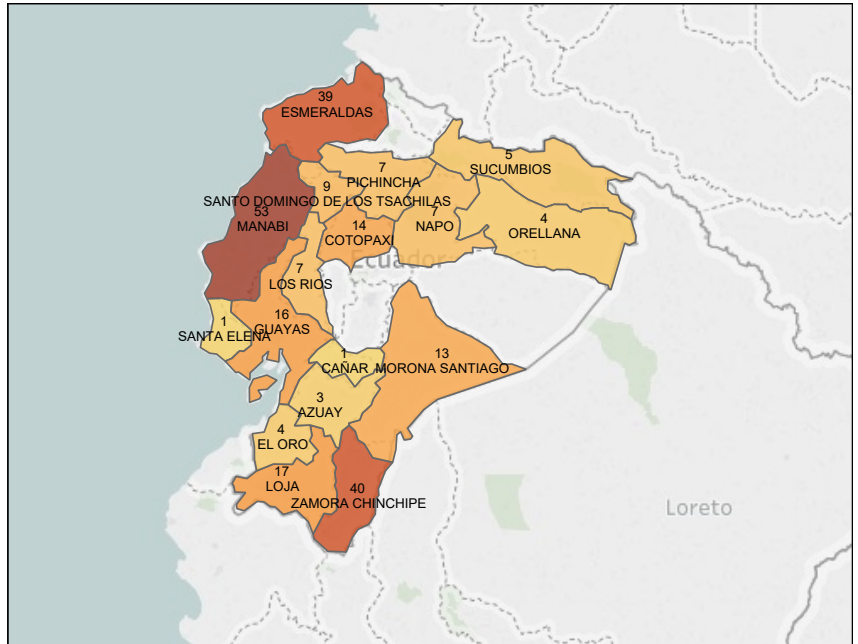 39
ESMERALDAS
5
SUCUMBIOS
7
PICHINCHA
9
SANTO DOMINGO DE LOS TSACHILAS
53
MANABI
14
COTOPAXI
7
NAPO
4
ORELLANA
Ecuador
7
LOS RIOS
16
GUAYAS
1
SANTA ELENA
1
CAÑAR
13
MORONA SANTIAGO
3
AZUAY
4
EL ORO
17
LOJA
40
ZAMORA CHINCHIPE
Loreto